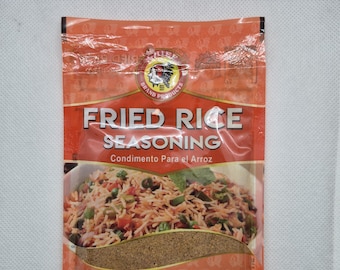 FRIED RICE
SEASONING
Condimento Para el Arroz